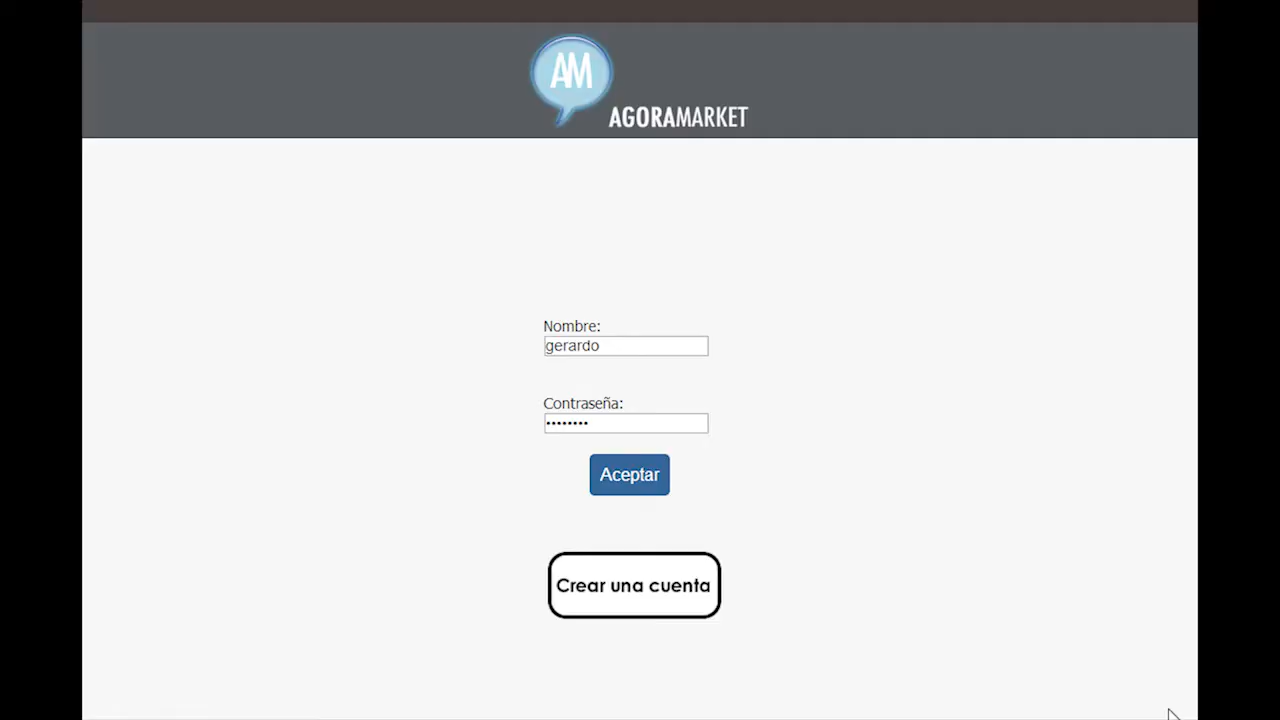 AM
AGORAMARKET
Nombre:
gerardo
Contraseña:
••••••••
Aceptar
Crear una cuenta